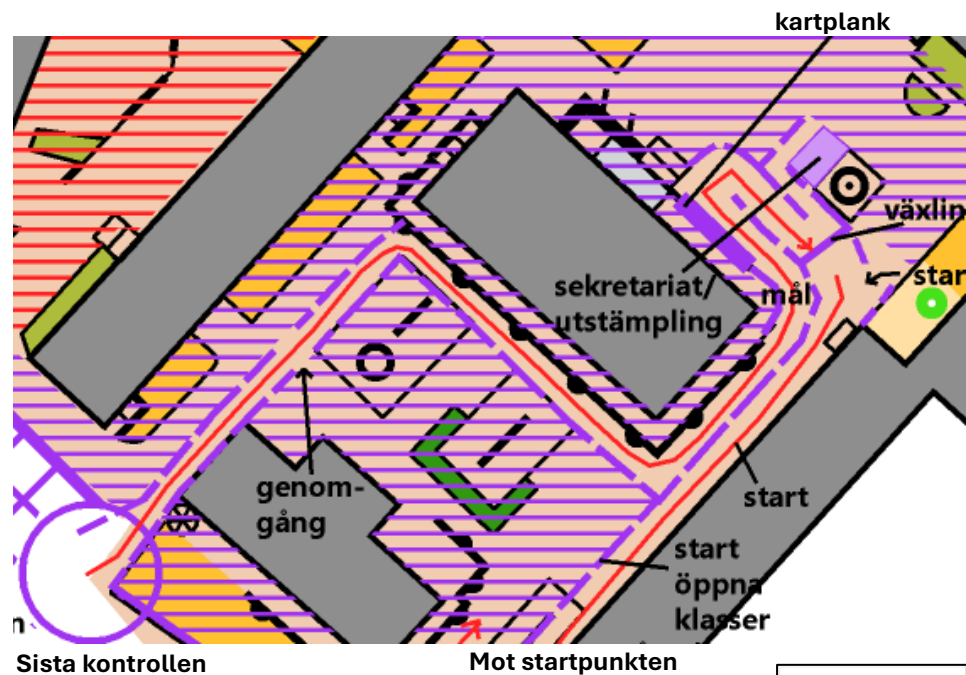 kartplank
växlin
sekretariat/
utstämpling
mål
star
genom-
gång
start
start
öppna
klasser
n
Sista kontrollen
Mot startpunkten